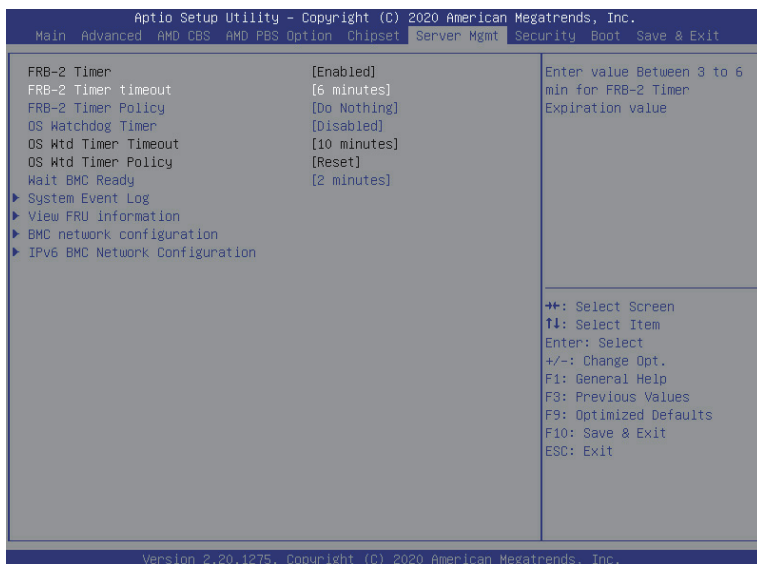 Aptio Setup Utility – Copyright (C) 2020 American Megatrends, Inc.
Main Advanced AMD CBS AMD PBS Option Chipset Server Mgmt Security Boot Save & Exit
FRB-2 Timer [Enabled]
FRB-2 Timer timeout [6 minutes]
FRB-2 Timer Policy [Do Nothing]
OS Watchdog Timer [Disabled]
OS Wtd Timer Timeout [10 minutes]
OS Wtd Timer Policy [Reset]
Wait BMC Ready [2 minutes]
▶ System Event Log
▶ View FRU information
▶ BMC network configuration
▶ IPv6 BMC Network Configuration
Enter value Between 3 to 6
min for FRB-2 Timer
Expiration value
→←: Select Screen
↑↓: Select Item
Enter: Select
+/-: Change Opt.
F1: General Help
F3: Previous Values
F9: Optimized Defaults
F10: Save & Exit
ESC: Exit
Version 2.20.1275. Copyright (C) 2020 American Megatrends, Inc.